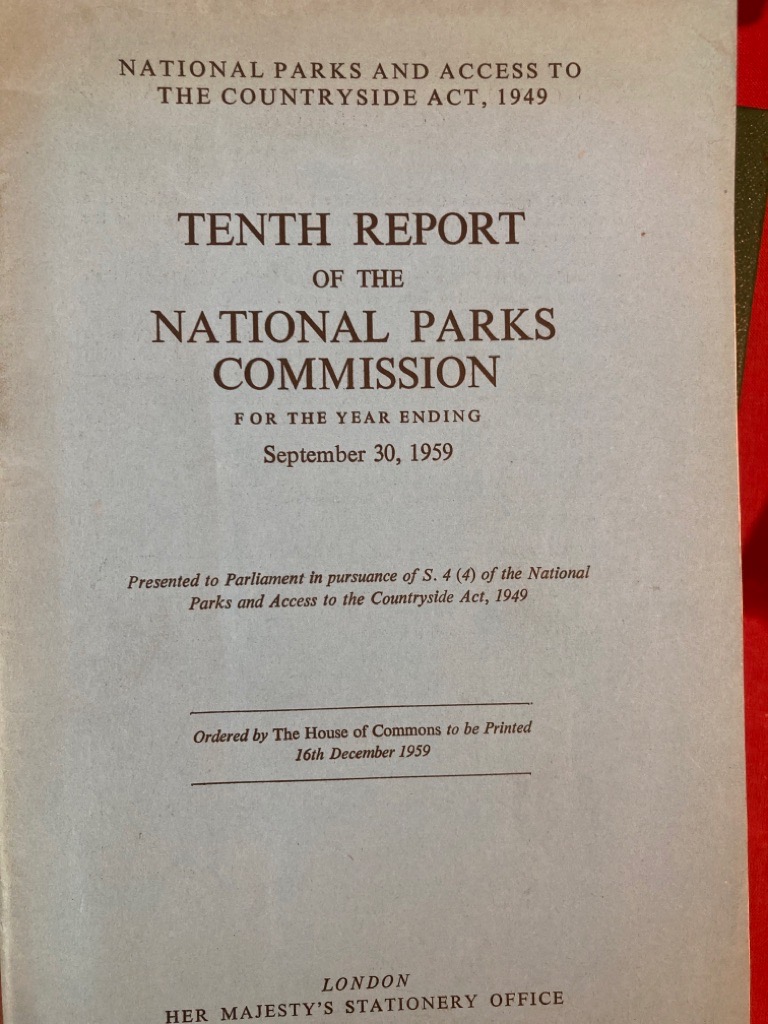 NATIONAL PARKS AND ACCESS TO
THE COUNTRYSIDE ACT, 1949
TENTH REPORT
OF THE
NATIONAL PARKS
COMMISSION
FOR THE YEAR ENDING
September 30, 1959
Presented to Parliament in pursuance of S. 4 (4) of the National
Parks and Access to the Countryside Act, 1949
Ordered by The House of Commons to be Printed
16th December 1959
LONDON
HER MAJESTY'S STATIONERY OFFICE